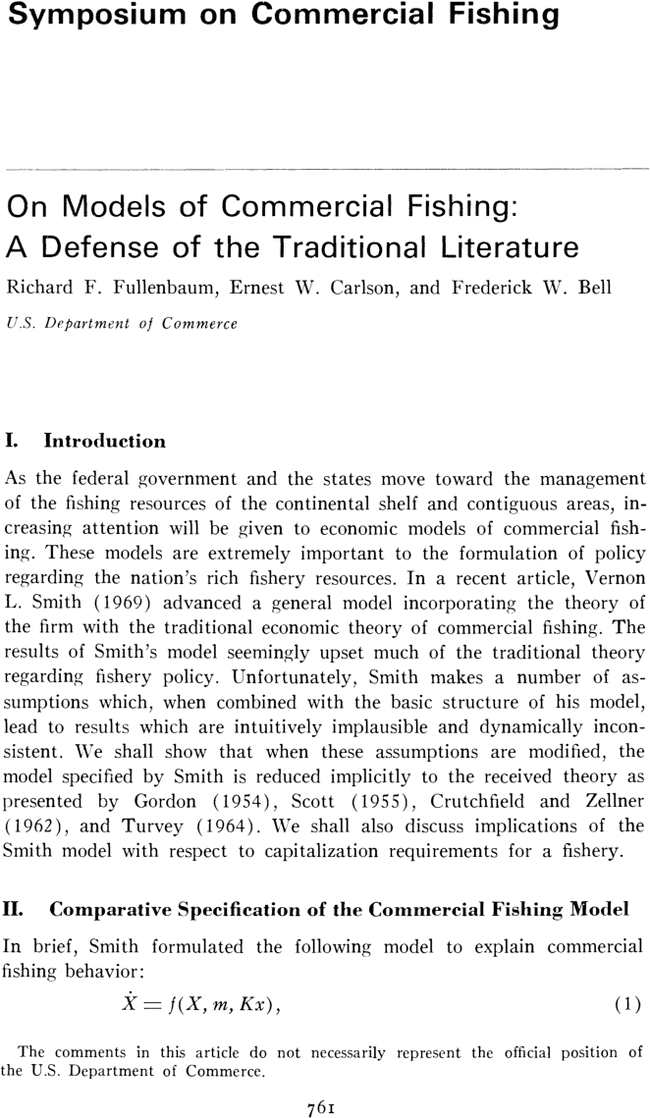 Symposium on Commercial Fishing
On Models of Commercial Fishing:
A Defense of the Traditional Literature
Richard F. Fullenbaum, Ernest W. Carlson, and Frederick W. Bell
U.S. Department of Commerce
I. Introduction
As the federal government and the states move toward the management
of the fishing resources of the continental shelf and contiguous areas, in-
creasing attention will be given to economic models of commercial fish-
ing. These models are extremely important to the formulation of policy
regarding the nation's rich fishery resources. In a recent article, Vernon
L. Smith (1969) advanced a general model incorporating the theory of
the firm with the traditional economic theory of commercial fishing. The
results of Smith's model seemingly upset much of the traditional theory
regarding fishery policy. Unfortunately, Smith makes a number of as-
sumptions which, when combined with the basic structure of his model,
lead to results which are intuitively implausible and dynamically incon-
sistent. We shall show that when these assumptions are modified, the
model specified by Smith is reduced implicitly to the received theory as
presented by Gordon (1954), Scott (1955), Crutchfield and Zellner
(1962), and Turvey (1964). We shall also discuss implications of the
Smith model with respect to capitalization requirements for a fishery.
II. Comparative Specification of the Commercial Fishing Model
In brief, Smith formulated the following model to explain commercial
fishing behavior:
Ẋ = f(X, m, Kx), (1)
The comments in this article do not necessarily represent the official position of
the U.S. Department of Commerce.
761